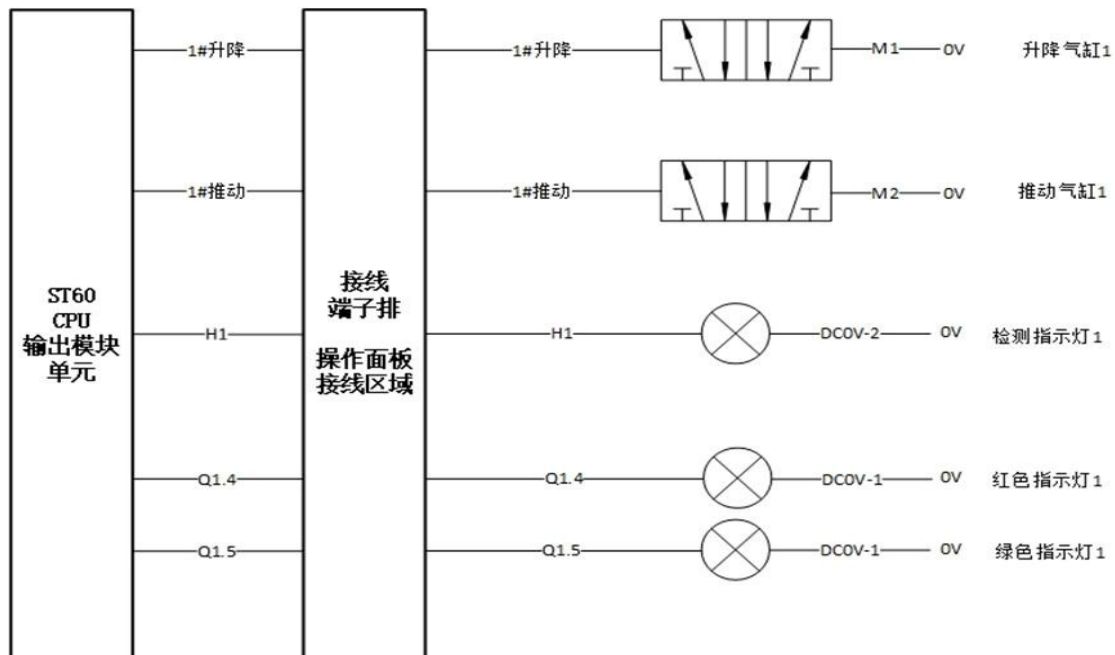 1#升降
1#升降
M1
0V
升降气缸1
1#推动
1#推动
M2
0V
推动气缸1
ST60
CPU
输出模块
单元
接线
端子排
操作面板
接线区域
H1
H1
DC0V-2
0V
检测指示灯1
Q1.4
Q1.4
DC0V-1
0V
红色指示灯1
Q1.5
Q1.5
DC0V-1
0V
绿色指示灯1